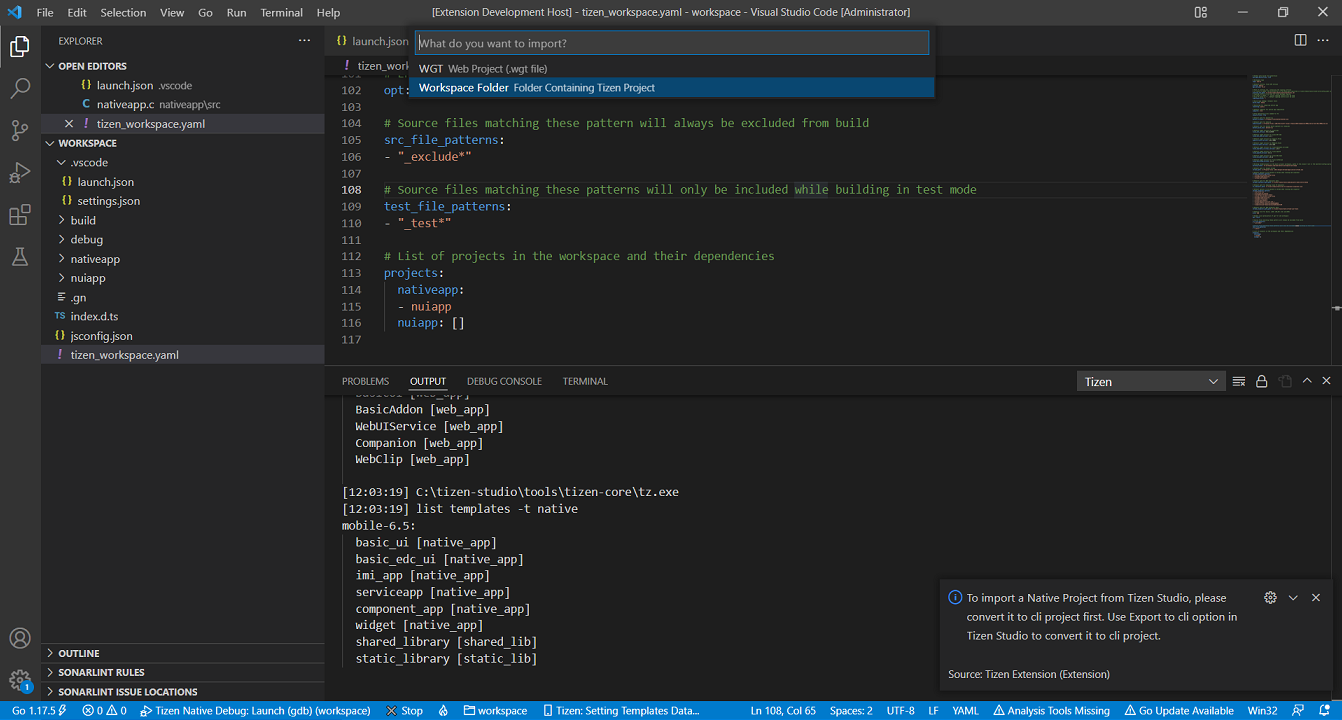 File Edit Selection View Go Run Terminal Help
[Extension Development Host] - tizen_workspace.yaml - workspace - Visual Studio Code [Administrator]
EXPLORER
OPEN EDITORS
launch.json .vscode
C nativeapp.c nativeapp\src
! tizen_workspace.yaml
WORKSPACE
.vscode
{} launch.json
{} settings.json
build
debug
nativeapp
nuiapp
.gn
TS index.d.ts
{} jsconfig.json
! tizen_workspace.yaml
OUTLINE
SONARLINT RULES
SONARLINT ISSUE LOCATIONS
1
{} launch.json
! tizen_work
What do you want to import?
WGT Web Project (.wgt file)
Workspace Folder Folder Containing Tizen Project
102 opt:
103
104 # Source files matching these pattern will always be excluded from build
105 src_file_patterns:
106 - "_exclude*"
107
108 # Source files matching these patterns will only be included while building in test mode
109 test_file_patterns:
110 - "_test*"
111
112 # List of projects in the workspace and their dependencies
113 projects:
114 nativeapp:
115 - nuiapp
116 nuiapp: []
117
PROBLEMS OUTPUT DEBUG CONSOLE TERMINAL
Tizen
BasicAddon [web_app]
WebUIService [web_app]
Companion [web_app]
WebClip [web_app]
[12:03:19] C:\tizen-studio\tools\tizen-core\tz.exe
[12:03:19] list templates -t native
mobile-6.5:
basic_ui [native_app]
basic_edc_ui [native_app]
imi_app [native_app]
serviceapp [native_app]
component_app [native_app]
widget [native_app]
shared_library [shared_lib]
static_library [static_lib]
To import a Native Project from Tizen Studio, please
convert it to cli project first. Use Export to cli option in
Tizen Studio to convert it to cli project.
Source: Tizen Extension (Extension)
Go 1.17.5 0 0 Tizen Native Debug: Launch (gdb) (workspace) Stop workspace Tizen: Setting Templates Data... Ln 108, Col 65 Spaces: 2 UTF-8 LF YAML Analysis Tools Missing Go Update Available Win32